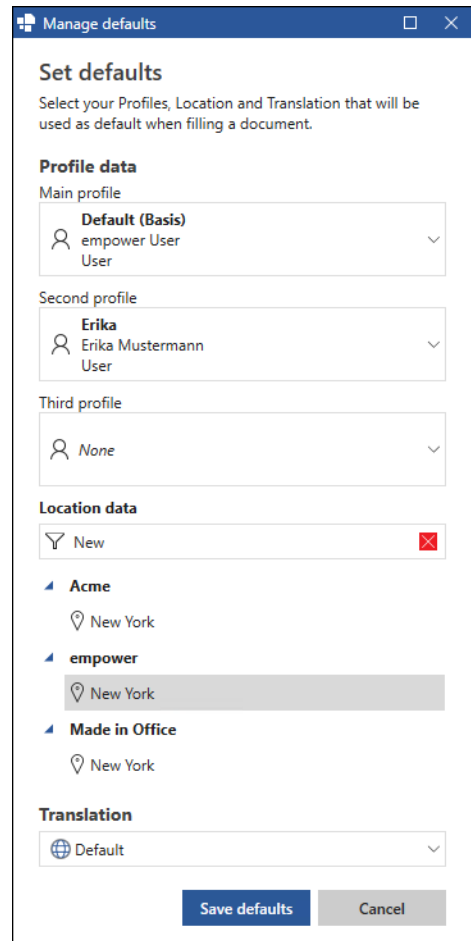 Manage defaults
Set defaults
Select your Profiles, Location and Translation that will be
used as default when filling a document.
Profile data
Main profile
Default (Basis)
empower User
User
Second profile
Erika
Erika Mustermann
User
Third profile
None
Location data
New
Acme
New York
empower
New York
Made in Office
New York
Translation
Default
Save defaults
Cancel